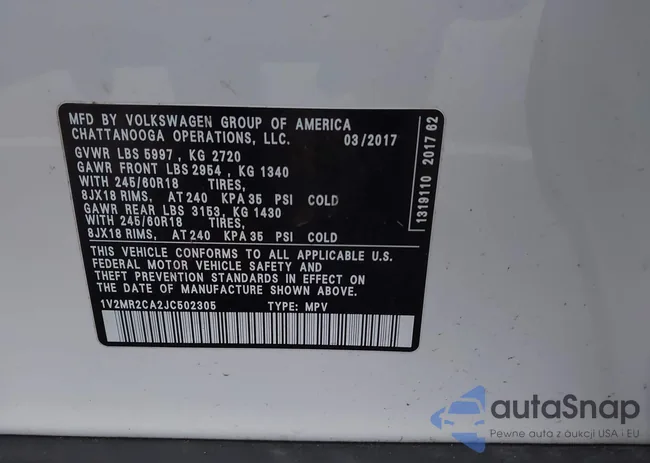 MFD BY VOLKSWAGEN GROUP OF AMERICA
CHATTANOOGA OPERATIONS, LLC. 03/2017
GVWR LBS 5997 , KG 2720
GAWR FRONT LBS 2954 , KG 1340
WITH 245/60R18 TIRES,
8JX18 RIMS, AT 240 KPA 35 PSI COLD
GAWR REAR LBS 3153, KG 1430
WITH 245/60R18 TIRES,
8JX18 RIMS, AT 240 KPA 35 PSI COLD
THIS VEHICLE CONFORMS TO ALL APPLICABLE U.S.
FEDERAL MOTOR VEHICLE SAFETY AND
THEFT PREVENTION STANDARDS IN EFFECT ON
THE DATE OF MANUFACTURE SHOWN ABOVE.
1V2MR2CA2JC502305 TYPE: MPV
1319110 2017 62
autaSnap
Pewne auta z aukcji USA i EU